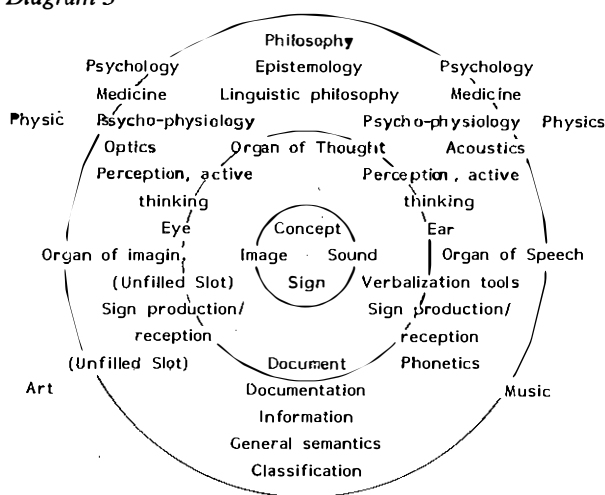 Diagram 3
Philosophy
Psychology Epistemology Psychology
Medicine Linguistic philosophy Medicine
Physic Psycho-physiology Psycho-physiology Physics
Optics Organ of Thought Acoustics
Perception, active Perception, active
thinking thinking
Eye Concept Ear
Organ of imagin. Image Sound Organ of Speech
(Unfilled Slot) Sign Verbalization tools
Sign production/ Sign production/
reception reception
(Unfilled Slot) Document Phonetics
Art Documentation Music
Information
General semantics
Classification